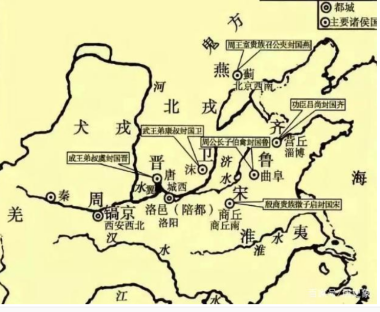 都城
主要诸侯国
鬼方
周王室贵族召公奭封国燕
燕
蓟
北京西南
河
北戎
犬戎
功臣吕尚封国齐
齐
营丘
淄博
武王弟康叔封国卫
卫
周公长子伯禽封国鲁
鲁
济水
曲阜
成王弟叔虞封国晋
晋
唐
翼城西
沬
水
秦
周
镐京
西安西北
洛邑(陪都)
洛阳
宋
商丘
商丘南
殷商贵族微子启封国宋
羌
汉水
淮夷
淮水
江